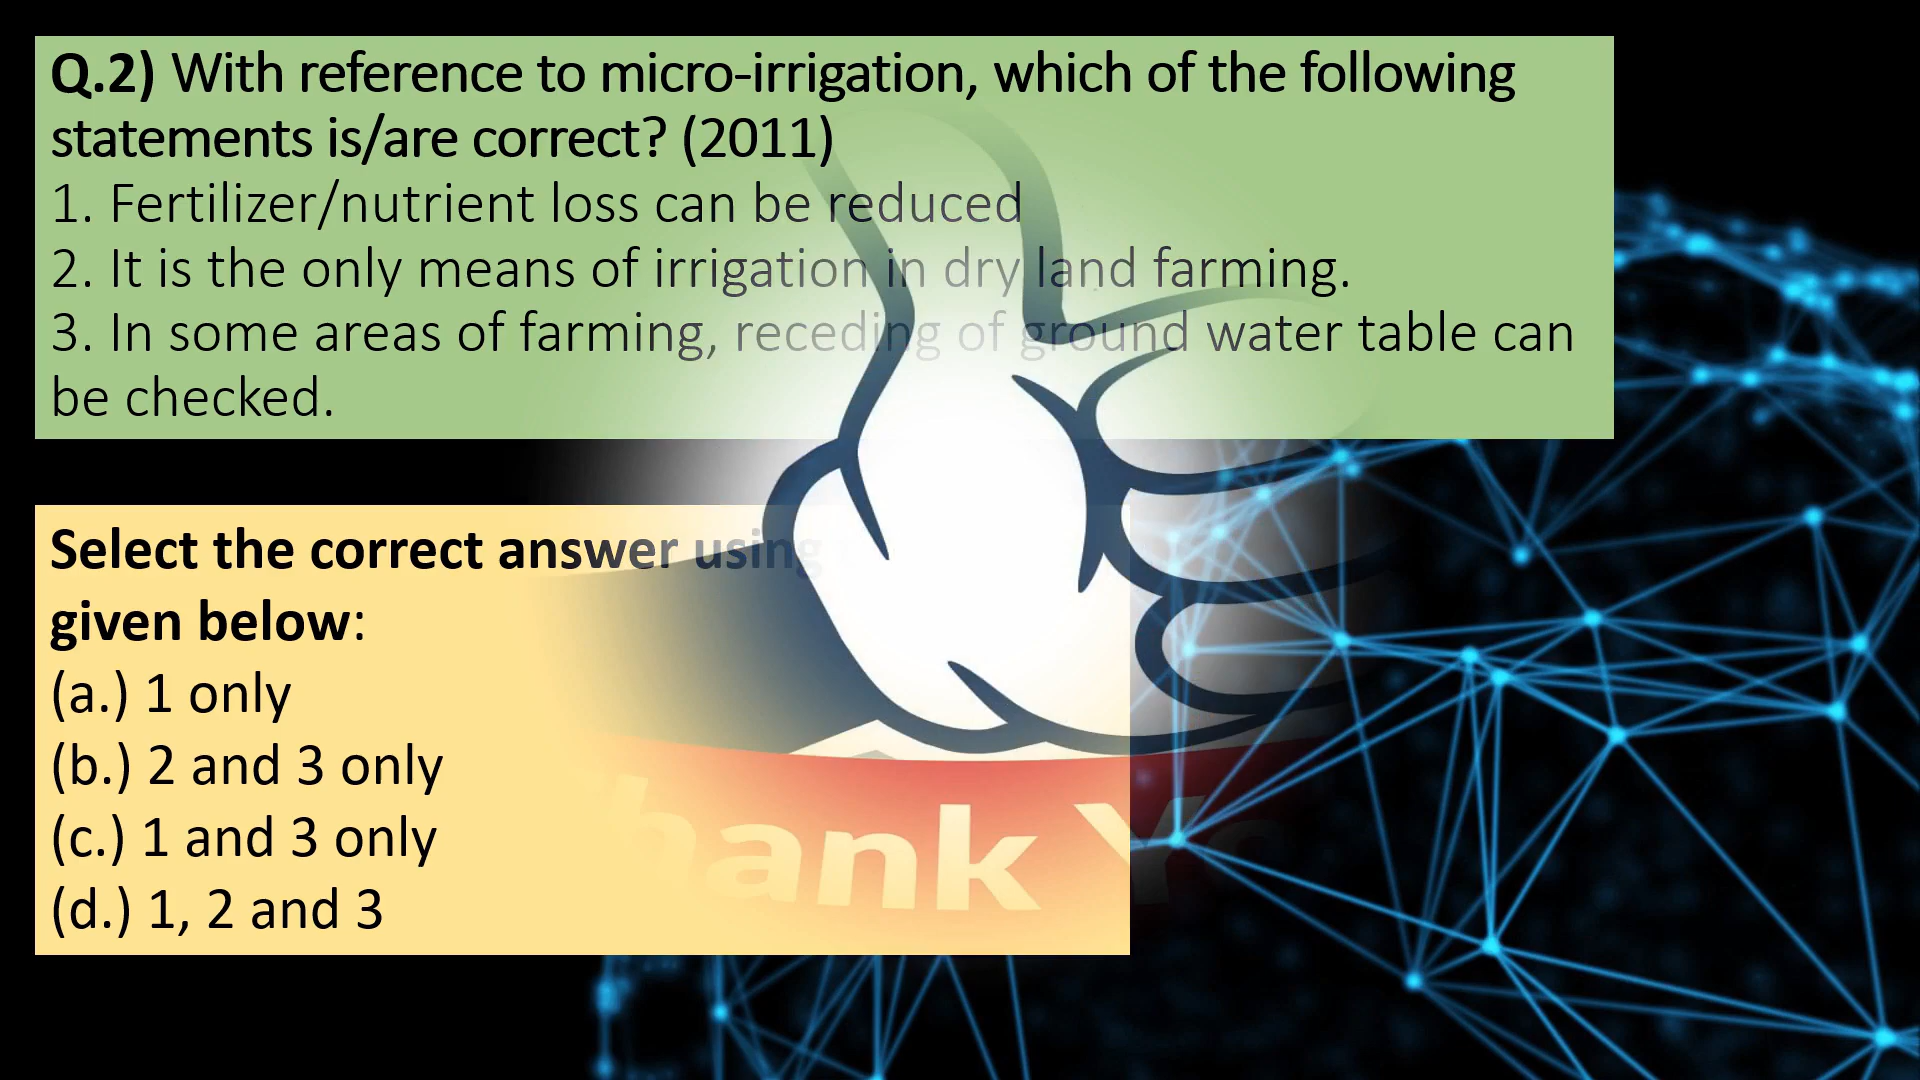 Q.2) With reference to micro-irrigation, which of the following
statements is/are correct? (2011)
1. Fertilizer/nutrient loss can be reduced
2. It is the only means of irrigation in dry land farming.
3. In some areas of farming, receding of ground water table can
be checked.
Select the correct answer using
given below:
(a.) 1 only
(b.) 2 and 3 only
(c.) 1 and 3 only
(d.) 1, 2 and 3